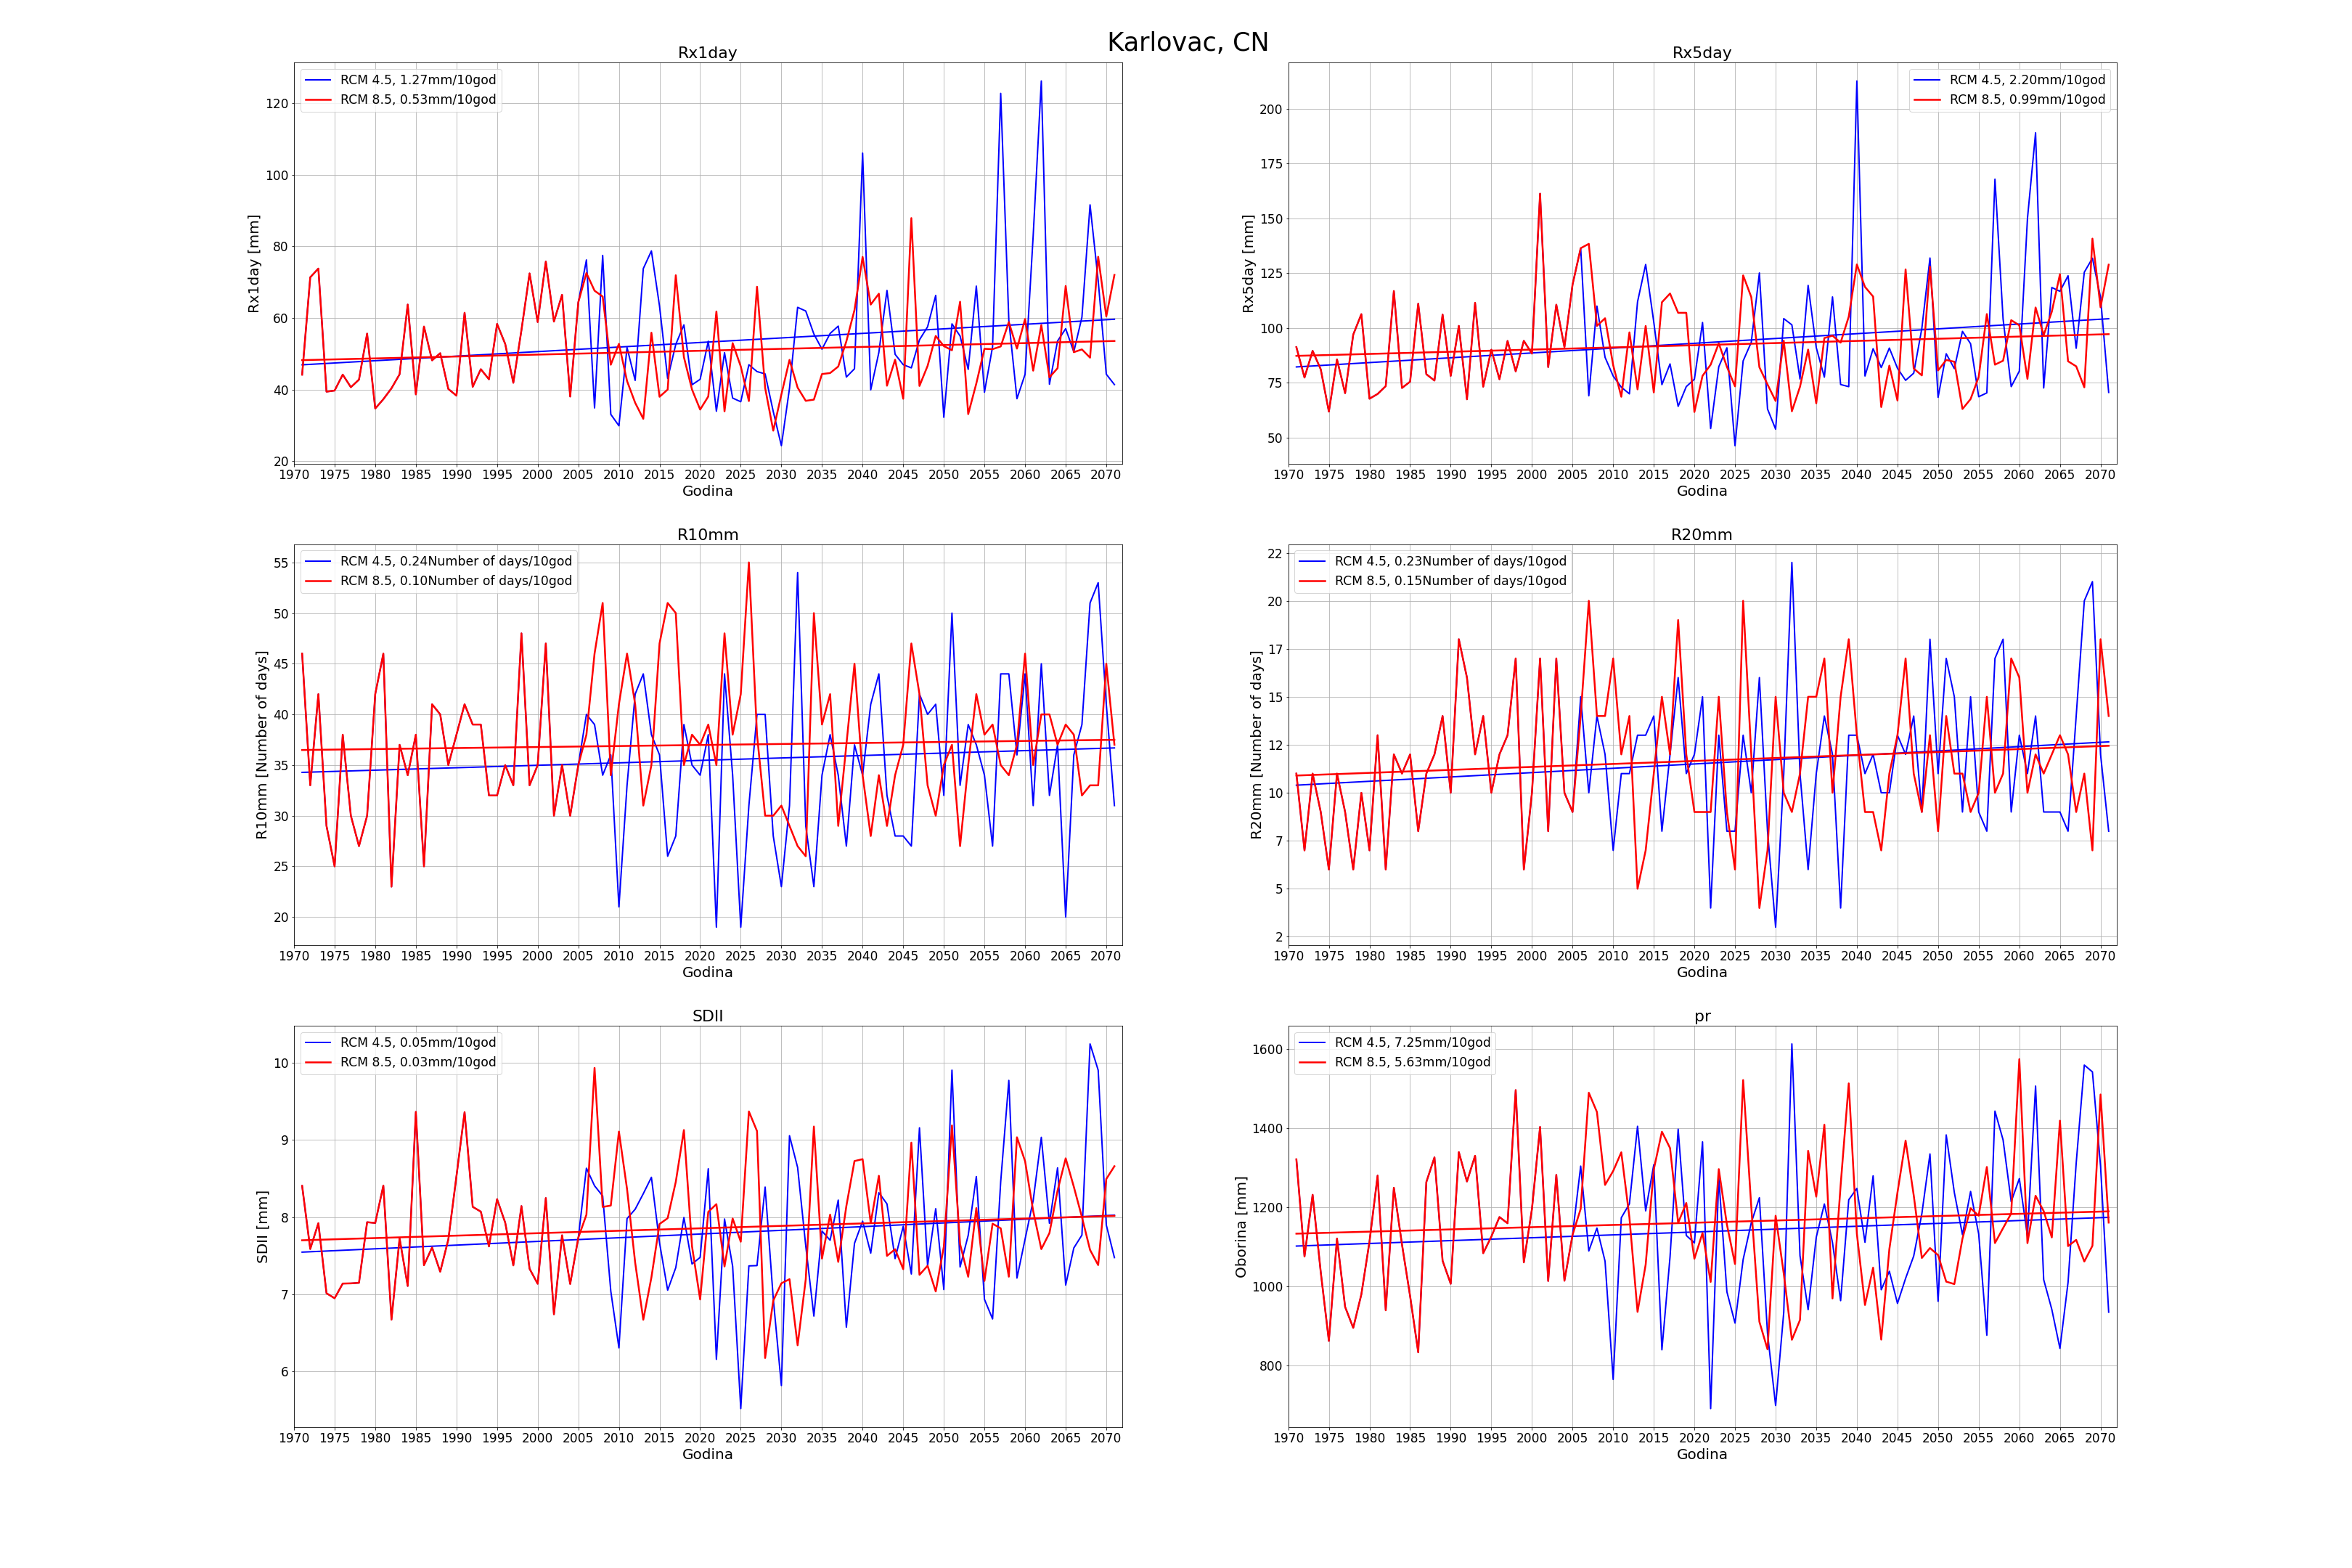 Karlovac, CN
Rx1day
RCM 4.5, 1.27mm/10god
RCM 8.5, 0.53mm/10god
Rx1day [mm]
120
100
80
60
40
20
1970 1975 1980 1985 1990 1995 2000 2005 2010 2015 2020 2025 2030 2035 2040 2045 2050 2055 2060 2065 2070
Godina
Rx5day
RCM 4.5, 2.20mm/10god
RCM 8.5, 0.99mm/10god
Rx5day [mm]
200
175
150
125
100
75
50
1970 1975 1980 1985 1990 1995 2000 2005 2010 2015 2020 2025 2030 2035 2040 2045 2050 2055 2060 2065 2070
Godina
R10mm
RCM 4.5, 0.24Number of days/10god
RCM 8.5, 0.10Number of days/10god
R10mm [Number of days]
55
50
45
40
35
30
25
20
1970 1975 1980 1985 1990 1995 2000 2005 2010 2015 2020 2025 2030 2035 2040 2045 2050 2055 2060 2065 2070
Godina
R20mm
RCM 4.5, 0.23Number of days/10god
RCM 8.5, 0.15Number of days/10god
R20mm [Number of days]
22
20
17
15
12
10
7
5
2
1970 1975 1980 1985 1990 1995 2000 2005 2010 2015 2020 2025 2030 2035 2040 2045 2050 2055 2060 2065 2070
Godina
SDII
RCM 4.5, 0.05mm/10god
RCM 8.5, 0.03mm/10god
SDII [mm]
10
9
8
7
6
1970 1975 1980 1985 1990 1995 2000 2005 2010 2015 2020 2025 2030 2035 2040 2045 2050 2055 2060 2065 2070
Godina
pr
RCM 4.5, 7.25mm/10god
RCM 8.5, 5.63mm/10god
Oborina [mm]
1600
1400
1200
1000
800
1970 1975 1980 1985 1990 1995 2000 2005 2010 2015 2020 2025 2030 2035 2040 2045 2050 2055 2060 2065 2070
Godina